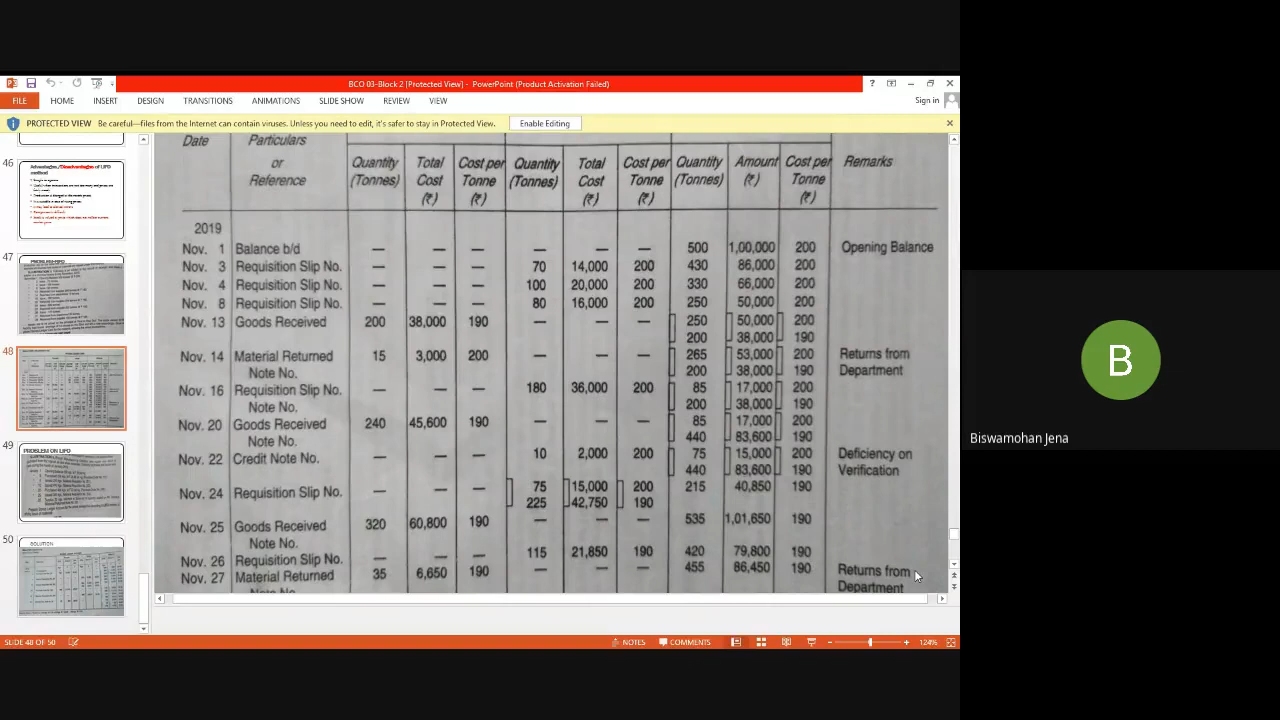 BCO 03-Block 2 [Protected View] - PowerPoint (Product Activation Failed)
FILE HOME INSERT DESIGN TRANSITIONS ANIMATIONS SLIDE SHOW REVIEW VIEW Sign in
PROTECTED VIEW Be careful—files from the Internet can contain viruses. Unless you need to edit, it's safer to stay in Protected View. Enable Editing
46
47
48
49
PROBLEM ON LIFO
50
SOLUTION
Date Particulars or Reference Quantity (Tonnes) Total Cost (₹) Cost per Tonne (₹) Quantity (Tonnes) Total Cost (₹) Cost per Tonne (₹) Quantity (Tonnes) Amount (₹) Cost per Tonne (₹) Remarks
2019
Nov. 1 Balance b/d — — — — — — 500 1,00,000 200 Opening Balance
Nov. 3 Requisition Slip No. — — — 70 14,000 200 430 86,000 200
Nov. 4 Requisition Slip No. — — — 100 20,000 200 330 66,000 200
Nov. 8 Requisition Slip No. — — — 80 16,000 200 250 50,000 200
Nov. 13 Goods Received 200 38,000 190 — — — 250 50,000 200
200 38,000 190
Nov. 14 Material Returned 15 3,000 200 — — — 265 53,000 200 Returns from
Note No. 200 38,000 190 Department
Nov. 16 Requisition Slip No. — — — 180 36,000 200 85 17,000 200
Note No. 200 38,000 190
Nov. 20 Goods Received 240 45,600 190 — — — 85 17,000 200
Note No. 440 83,600 190
Nov. 22 Credit Note No. — — — 10 2,000 200 75 15,000 200 Deficiency on
440 83,600 190 Verification
Nov. 24 Requisition Slip No. — — — 75 15,000 200 215 40,850 190
225 42,750 190
Nov. 25 Goods Received 320 60,800 190 — — — 535 1,01,650 190
Note No.
Nov. 26 Requisition Slip No. — — — 115 21,850 190 420 79,800 190
Nov. 27 Material Returned 35 6,650 190 — — — 455 86,450 190 Returns from
Note No. Department
SLIDE 48 OF 50 NOTES COMMENTS 124%
B
Biswamohan Jena